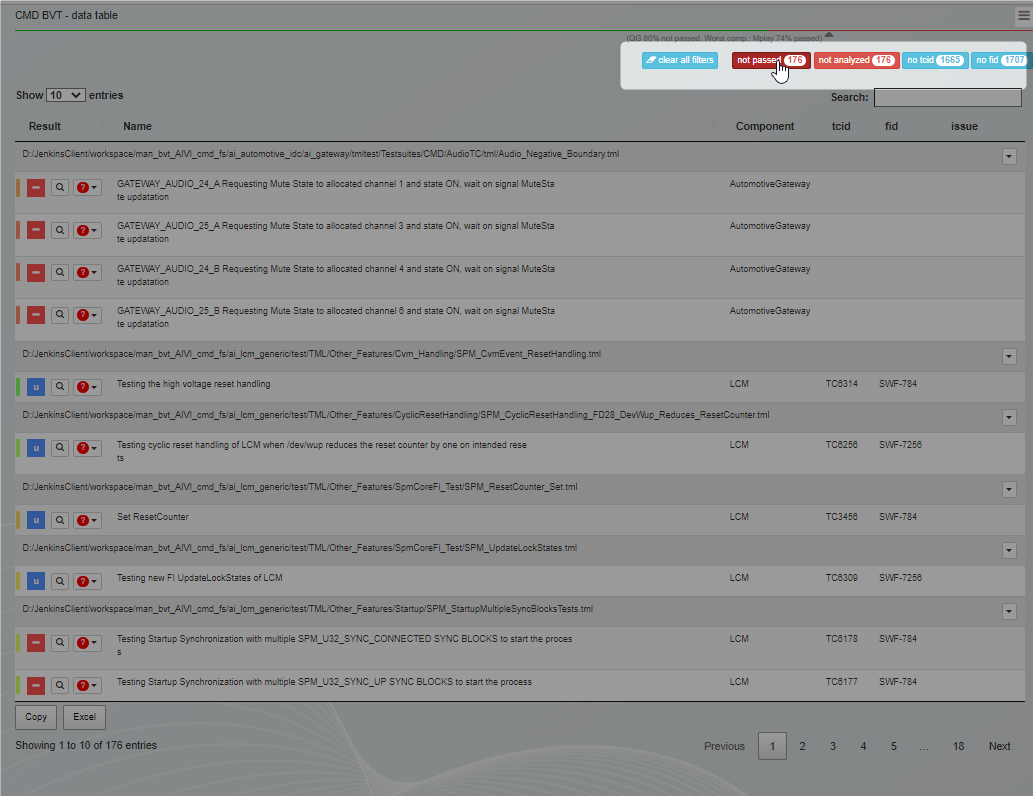 CMD BVT - data table
(QG 80% not passed. Worst comp.: Mplay 74% passed)
clear all filters not passed 176 not analyzed 176 no tcid 1665 no fid 1707
Show 10 entries
Search:
Result Name Component tcid fid issue
D:/JenkinsClient/workspace/man_bvt_AIVI_cmd_fs/ai_automotive_idc/ai_gateway/tmltest/Testsuites/CMD/AudioTC/tml/Audio_Negative_Boundary.tml
GATEWAY_AUDIO_24_A Requesting Mute State to allocated channel 1 and state ON, wait on signal MuteSta AutomotiveGateway
te updatation
GATEWAY_AUDIO_25_A Requesting Mute State to allocated channel 3 and state ON, wait on signal MuteSta AutomotiveGateway
te updatation
GATEWAY_AUDIO_24_B Requesting Mute State to allocated channel 4 and state ON, wait on signal MuteSta AutomotiveGateway
te updatation
GATEWAY_AUDIO_25_B Requesting Mute State to allocated channel 6 and state ON, wait on signal MuteSta AutomotiveGateway
te updatation
D:/JenkinsClient/workspace/man_bvt_AIVI_cmd_fs/ai_lcm_generic/test/TML/Other_Features/Cvm_Handling/SPM_CvmEvent_ResetHandling.tml
u ? Testing the high voltage reset handling LCM TC6314 SWF-784
D:/JenkinsClient/workspace/man_bvt_AIVI_cmd_fs/ai_lcm_generic/test/TML/Other_Features/CyclicResetHandling/SPM_CyclicResetHandling_FD28_DevWup_Reduces_ResetCounter.tml
u ? Testing cyclic reset handling of LCM when /dev/wup reduces the reset counter by one on intended rese LCM TC6256 SWF-7256
ts
D:/JenkinsClient/workspace/man_bvt_AIVI_cmd_fs/ai_lcm_generic/test/TML/Other_Features/SpmCoreFi_Test/SPM_ResetCounter_Set.tml
u ? Set ResetCounter LCM TC3456 SWF-784
D:/JenkinsClient/workspace/man_bvt_AIVI_cmd_fs/ai_lcm_generic/test/TML/Other_Features/SpmCoreFi_Test/SPM_UpdateLockStates.tml
u ? Testing new FI UpdateLockStates of LCM LCM TC6309 SWF-7256
D:/JenkinsClient/workspace/man_bvt_AIVI_cmd_fs/ai_lcm_generic/test/TML/Other_Features/Startup/SPM_StartupMultipleSyncBlocksTests.tml
Testing Startup Synchronization with multiple SPM_U32_SYNC_CONNECTED SYNC BLOCKS to start the proces LCM TC6178 SWF-784
s
Testing Startup Synchronization with multiple SPM_U32_SYNC_UP SYNC BLOCKS to start the process LCM TC6177 SWF-784
Copy Excel
Showing 1 to 10 of 176 entries
Previous 1 2 3 4 5 … 18 Next